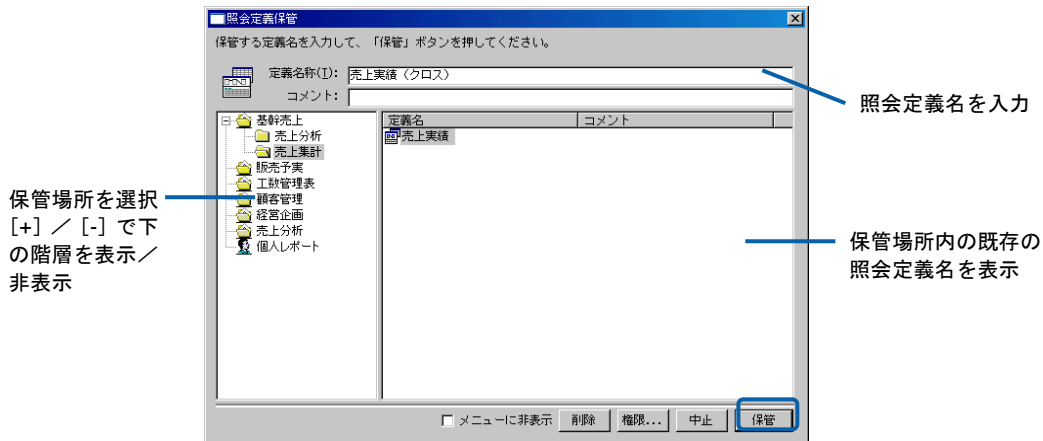 照会定義保管
保管する定義名を入力して、「保管」ボタンを押してください。
定義名称(I): 売上実績（クロス）
コメント:
照会定義名を入力
基幹売上
売上分析
売上集計
販売予実
工数管理表
顧客管理
経営企画
売上分析
個人レポート
定義名 コメント
売上実績
保管場所を選択
[+] ／ [-] で下
の階層を表示／
非表示
保管場所内の既存の
照会定義名を表示
メニューに非表示 削除 権限... 中止 保管